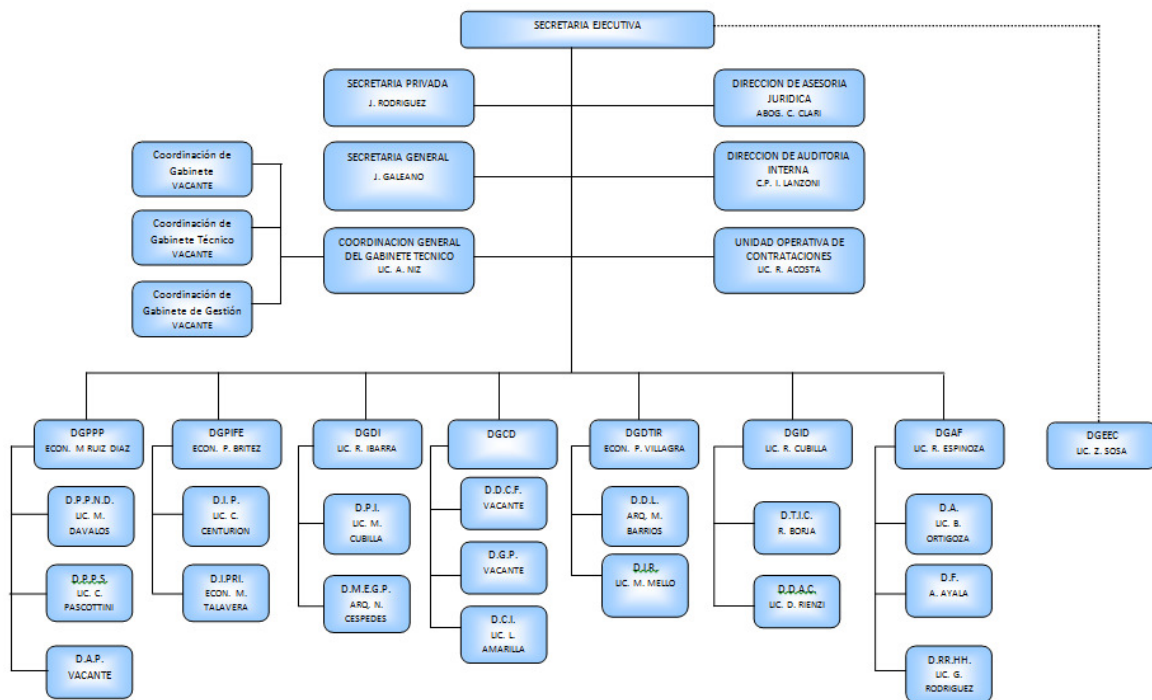 SECRETARIA EJECUTIVA
SECRETARIA PRIVADA
J. RODRIGUEZ
DIRECCION DE ASESORIA
JURIDICA
ABOG. C. CLARI
Coordinación de
Gabinete
VACANTE
SECRETARIA GENERAL
J. GALEANO
DIRECCION DE AUDITORIA
INTERNA
C.P. I. LANZONI
Coordinación de
Gabinete Técnico
VACANTE
COORDINACION GENERAL
DEL GABINETE TECNICO
LIC. A. NIZ
UNIDAD OPERATIVA DE
CONTRATACIONES
LIC. R. ACOSTA
Coordinación de
Gabinete de Gestión
VACANTE
DGPPP
ECON. M RUIZ DIAZ
DGPIFE
ECON. P. BRITEZ
DGDI
LIC. R. IBARRA
DGCD
DGDTIR
ECON. P. VILLAGRA
DGID
LIC. R. CUBILLA
DGAF
LIC. R. ESPINOZA
DGEEC
LIC. Z. SOSA
D.P.P.N.D.
LIC. M.
DAVALOS
D.I. P.
LIC. C.
CENTURION
D.P.I.
LIC. M.
CUBILLA
D.D.C.F.
VACANTE
D.D.L.
ARQ. M.
BARRIOS
D.T.I.C.
R. BORJA
D.A.
LIC. B.
ORTIGOZA
D.P.P.S.
LIC. C.
PASCOTTINI
D.I.PRI.
ECON. M.
TALAVERA
D.M.E.G.P.
ARQ. N.
CESPEDES
D.G.P.
VACANTE
D.I.R.
LIC. M. MELLO
D.D.A.C.
LIC. D. RIENZI
D.F.
A. AYALA
D.A.P.
VACANTE
D.C.I.
LIC. L.
AMARILLA
D.RR.HH.
LIC. G.
RODRIGUEZ